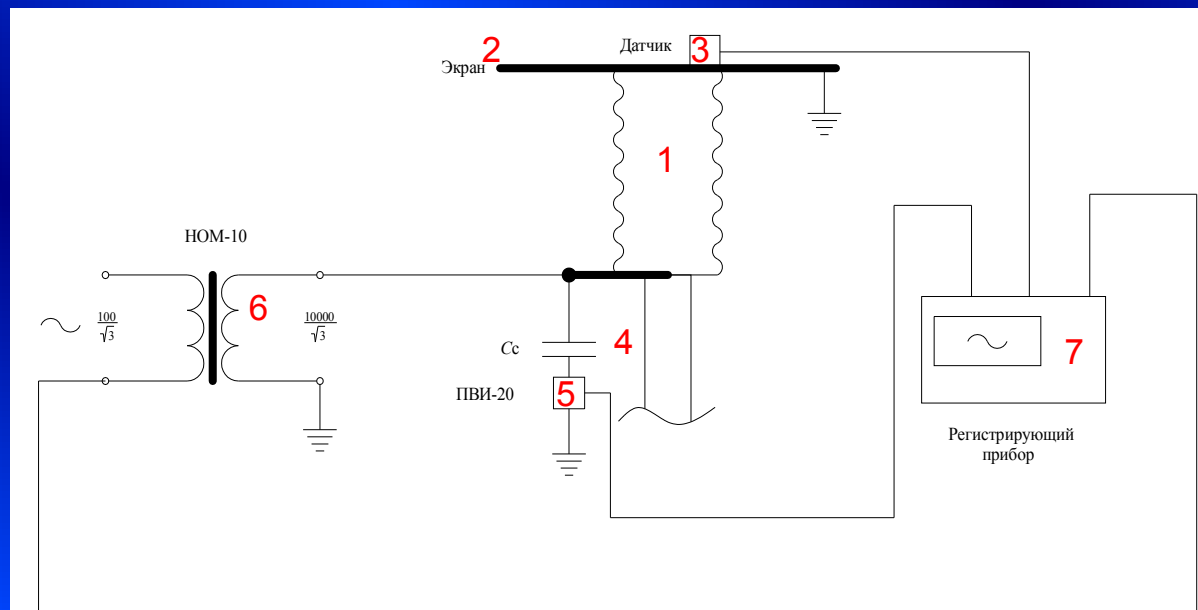 2
Датчик
3
Экран
1
НОМ-10
6
100/√3
10000/√3
4
Cс
7
ПВИ-20
5
Регистрирующий
прибор